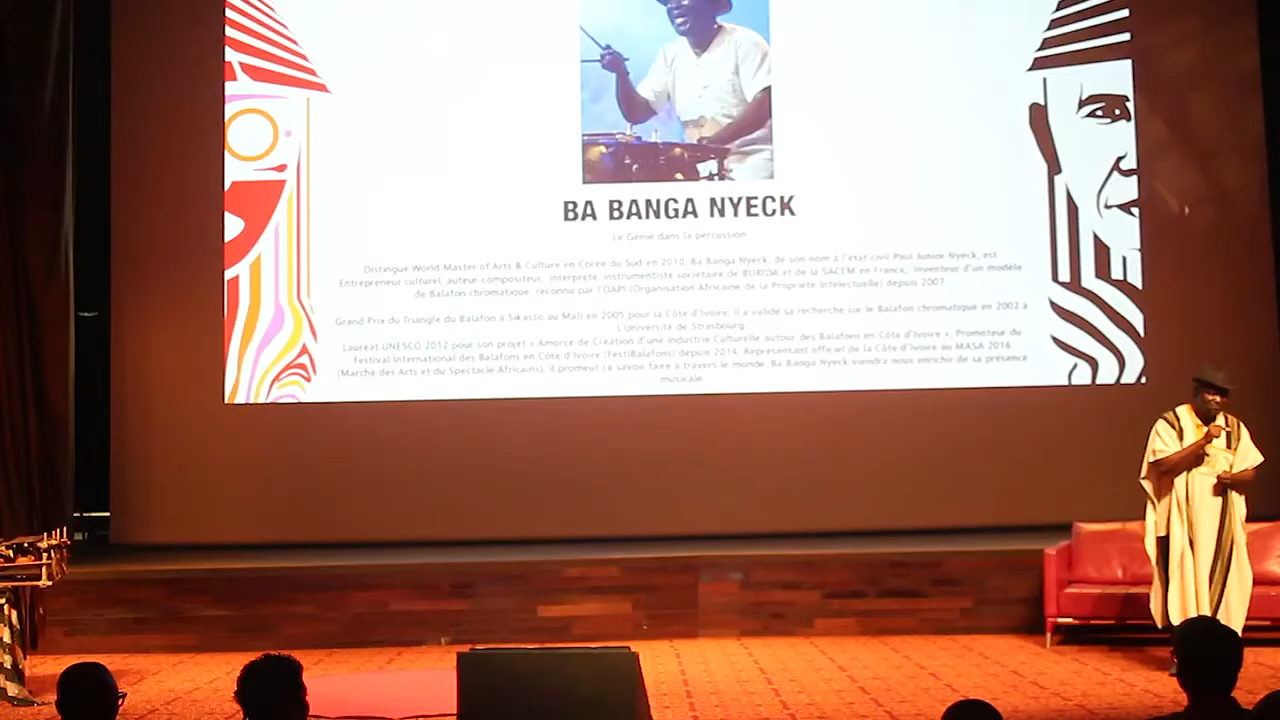 BA BANGA NYECK
Le Génie dans la percussion
Distingué World Master of Arts & Culture en Corée du Sud en 2010, Ba Banga Nyeck, de son nom à l'état civil Paul Junior Nyeck, est
Entrepreneur culturel, auteur-compositeur, interprète, instrumentiste sociétaire de BURIDA et de la SACEM en France, Inventeur d'un modèle
de Balafon chromatique reconnu par l'OAPI (Organisation Africaine de la Propriété Intelectuelle) depuis 2007.
Grand Prix du Triangle du Balafon à Sikasso au Mali en 2005 pour la Côte d'Ivoire, Il a validé sa recherche sur le Balafon chromatique en 2002 à
L'Université de Strasbourg
Lauréat UNESCO 2012 pour son projet « Amorce de Création d'une industrie Culturelle autour des Balafons en Côte d'Ivoire », Promoteur du
Festival International des Balafons en Côte d'Ivoire (FestiBalafons) depuis 2014, Représentant officiel de la Côte d'Ivoire au MASA 2016
(Marché des Arts et du Spectacle Africains), il promeut ce savoir faire à travers le monde. Ba Banga Nyeck viendra nous enrichir de sa présence
musicale.